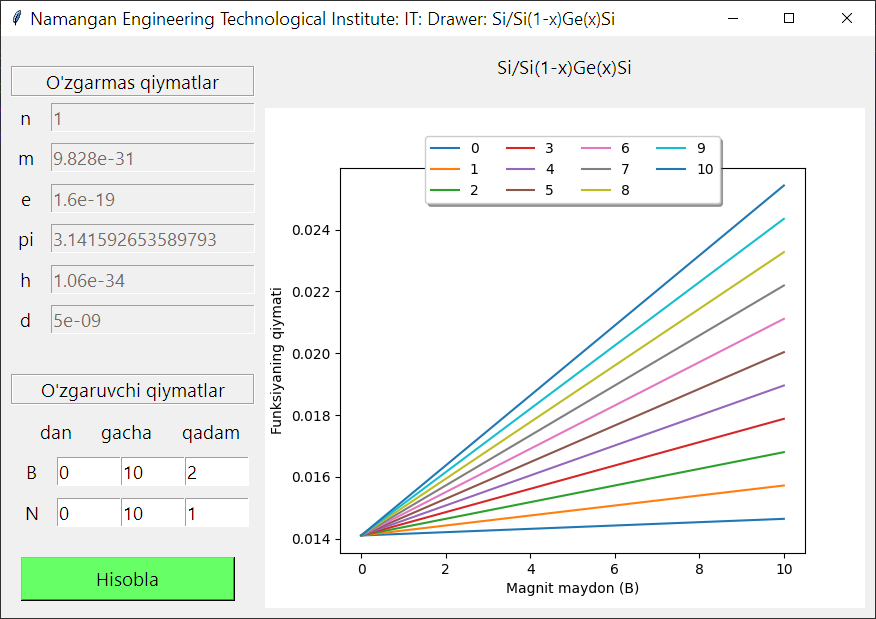 Namangan Engineering Technological Institute: IT: Drawer: Si/Si(1-x)Ge(x)Si
O'zgarmas qiymatlar
n 1
m 9.828e-31
e 1.6e-19
pi 3.141592653589793
h 1.06e-34
d 5e-09
O'zgaruvchi qiymatlar
dan gacha qadam
B 0 10 2
N 0 10 1
Hisobla
Si/Si(1-x)Ge(x)Si
0 3 6 9
1 4 7 10
2 5 8
0.024
0.022
0.020
0.018
0.016
0.014
Funksiyaning qiymati
0 2 4 6 8 10
Magnit maydon (B)